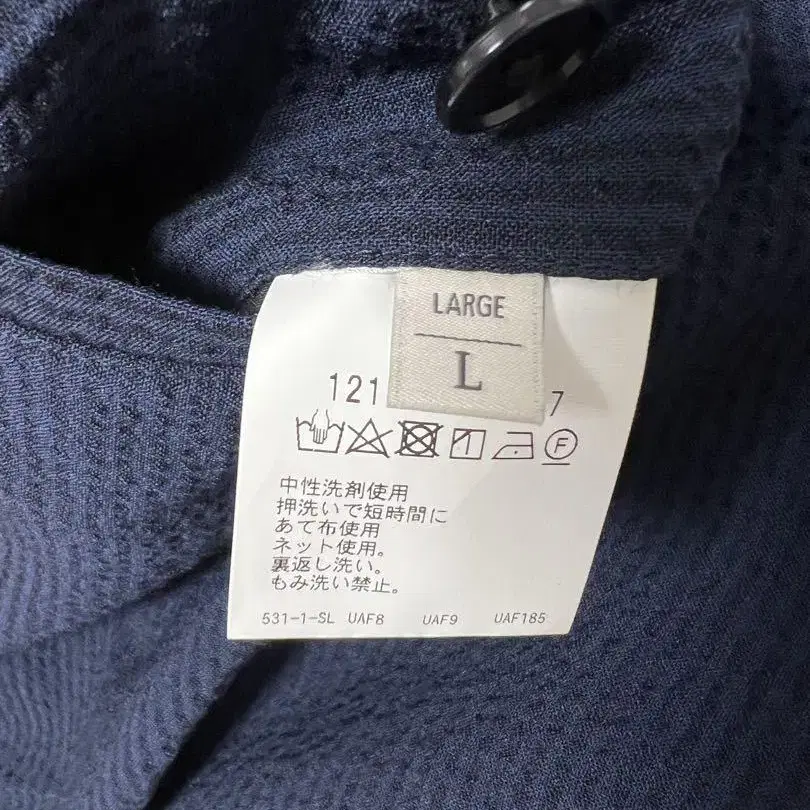 LARGE
L
121 7
F
中性洗剤使用
押洗いで短時間に
あて布使用
ネット使用。
裏返し洗い。
もみ洗い禁止。
531-1-SL UAF8 UAF9 UAF185